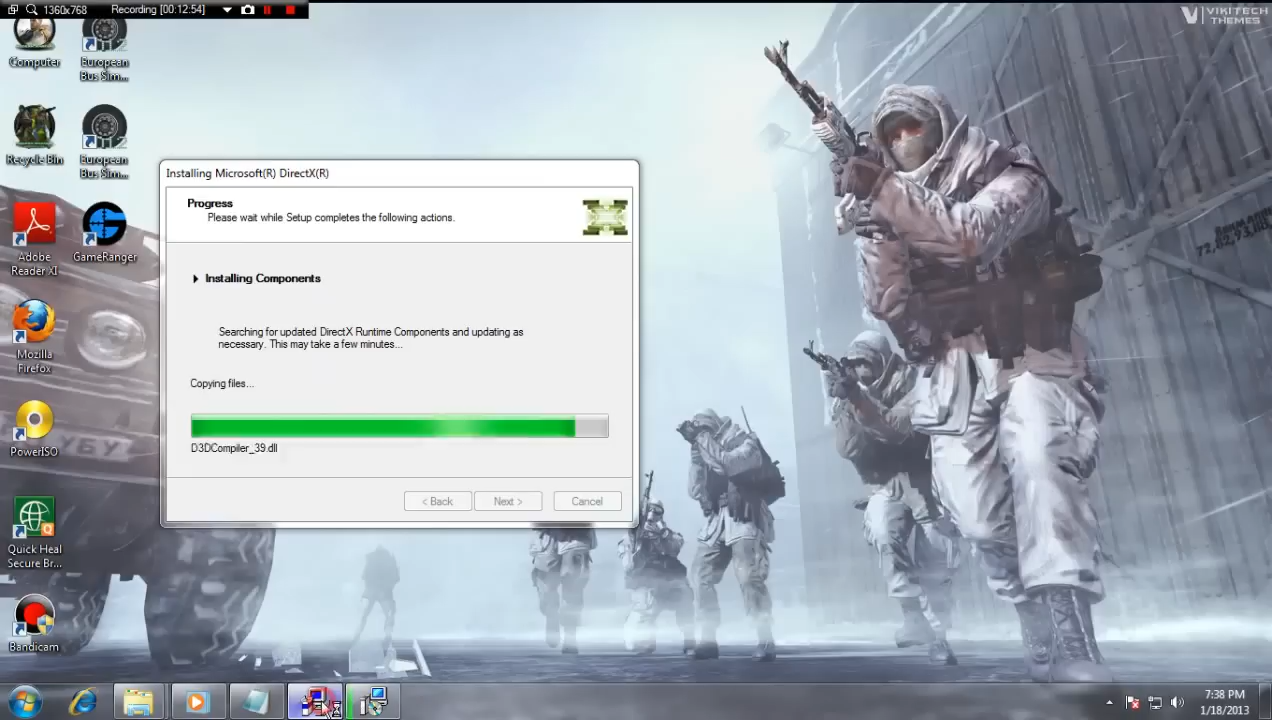 1360x768 Recording [00:12:54]
VIKITECH
THEMES
Computer
European
Bus Sim...
Recycle Bin
European
Bus Sim...
Installing Microsoft(R) DirectX(R)
Progress
Please wait while Setup completes the following actions.
Adobe
Reader XI
GameRanger
Installing Components
Searching for updated DirectX Runtime Components and updating as
necessary. This may take a few minutes...
Mozilla
Firefox
Copying files...
D3DCompiler_39.dll
PowerISO
< Back
Next >
Cancel
Quick Heal
Secure Br...
Bandicam
7:38 PM
1/18/2013